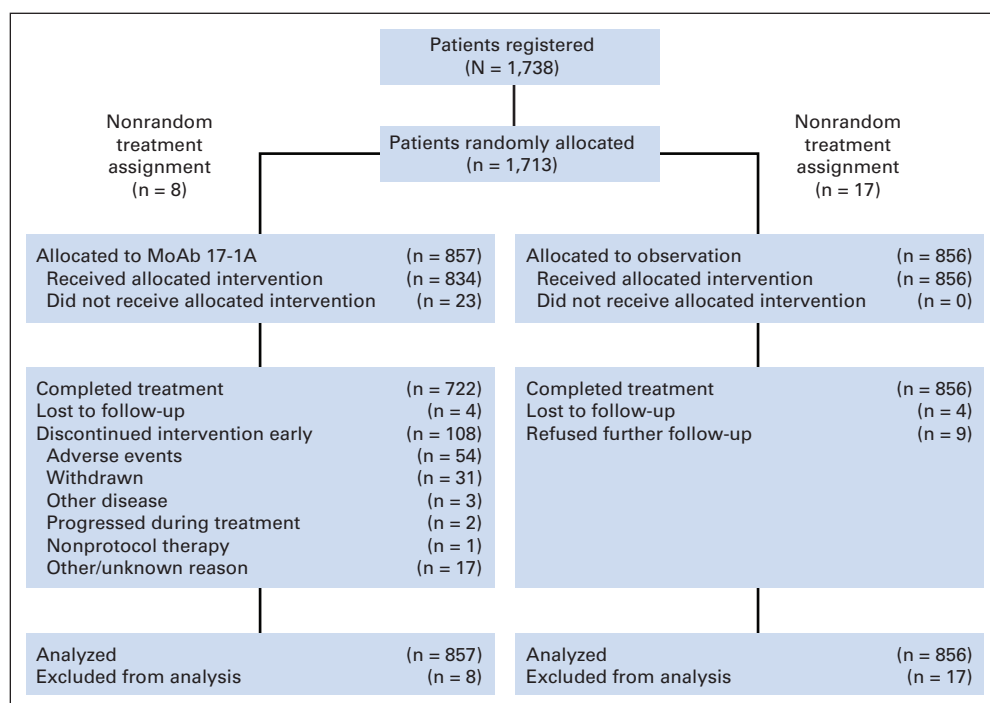 Patients registered
(N = 1,738)
Nonrandom
treatment
assignment
(n = 8)
Patients randomly allocated
(n = 1,713)
Nonrandom
treatment
assignment
(n = 17)
Allocated to MoAb 17-1A (n = 857)
Received allocated intervention (n = 834)
Did not receive allocated intervention (n = 23)
Allocated to observation (n = 856)
Received allocated intervention (n = 856)
Did not receive allocated intervention (n = 0)
Completed treatment (n = 722)
Lost to follow-up (n = 4)
Discontinued intervention early (n = 108)
Adverse events (n = 54)
Withdrawn (n = 31)
Other disease (n = 3)
Progressed during treatment (n = 2)
Nonprotocol therapy (n = 1)
Other/unknown reason (n = 17)
Completed treatment (n = 856)
Lost to follow-up (n = 4)
Refused further follow-up (n = 9)
Analyzed (n = 857)
Excluded from analysis (n = 8)
Analyzed (n = 856)
Excluded from analysis (n = 17)